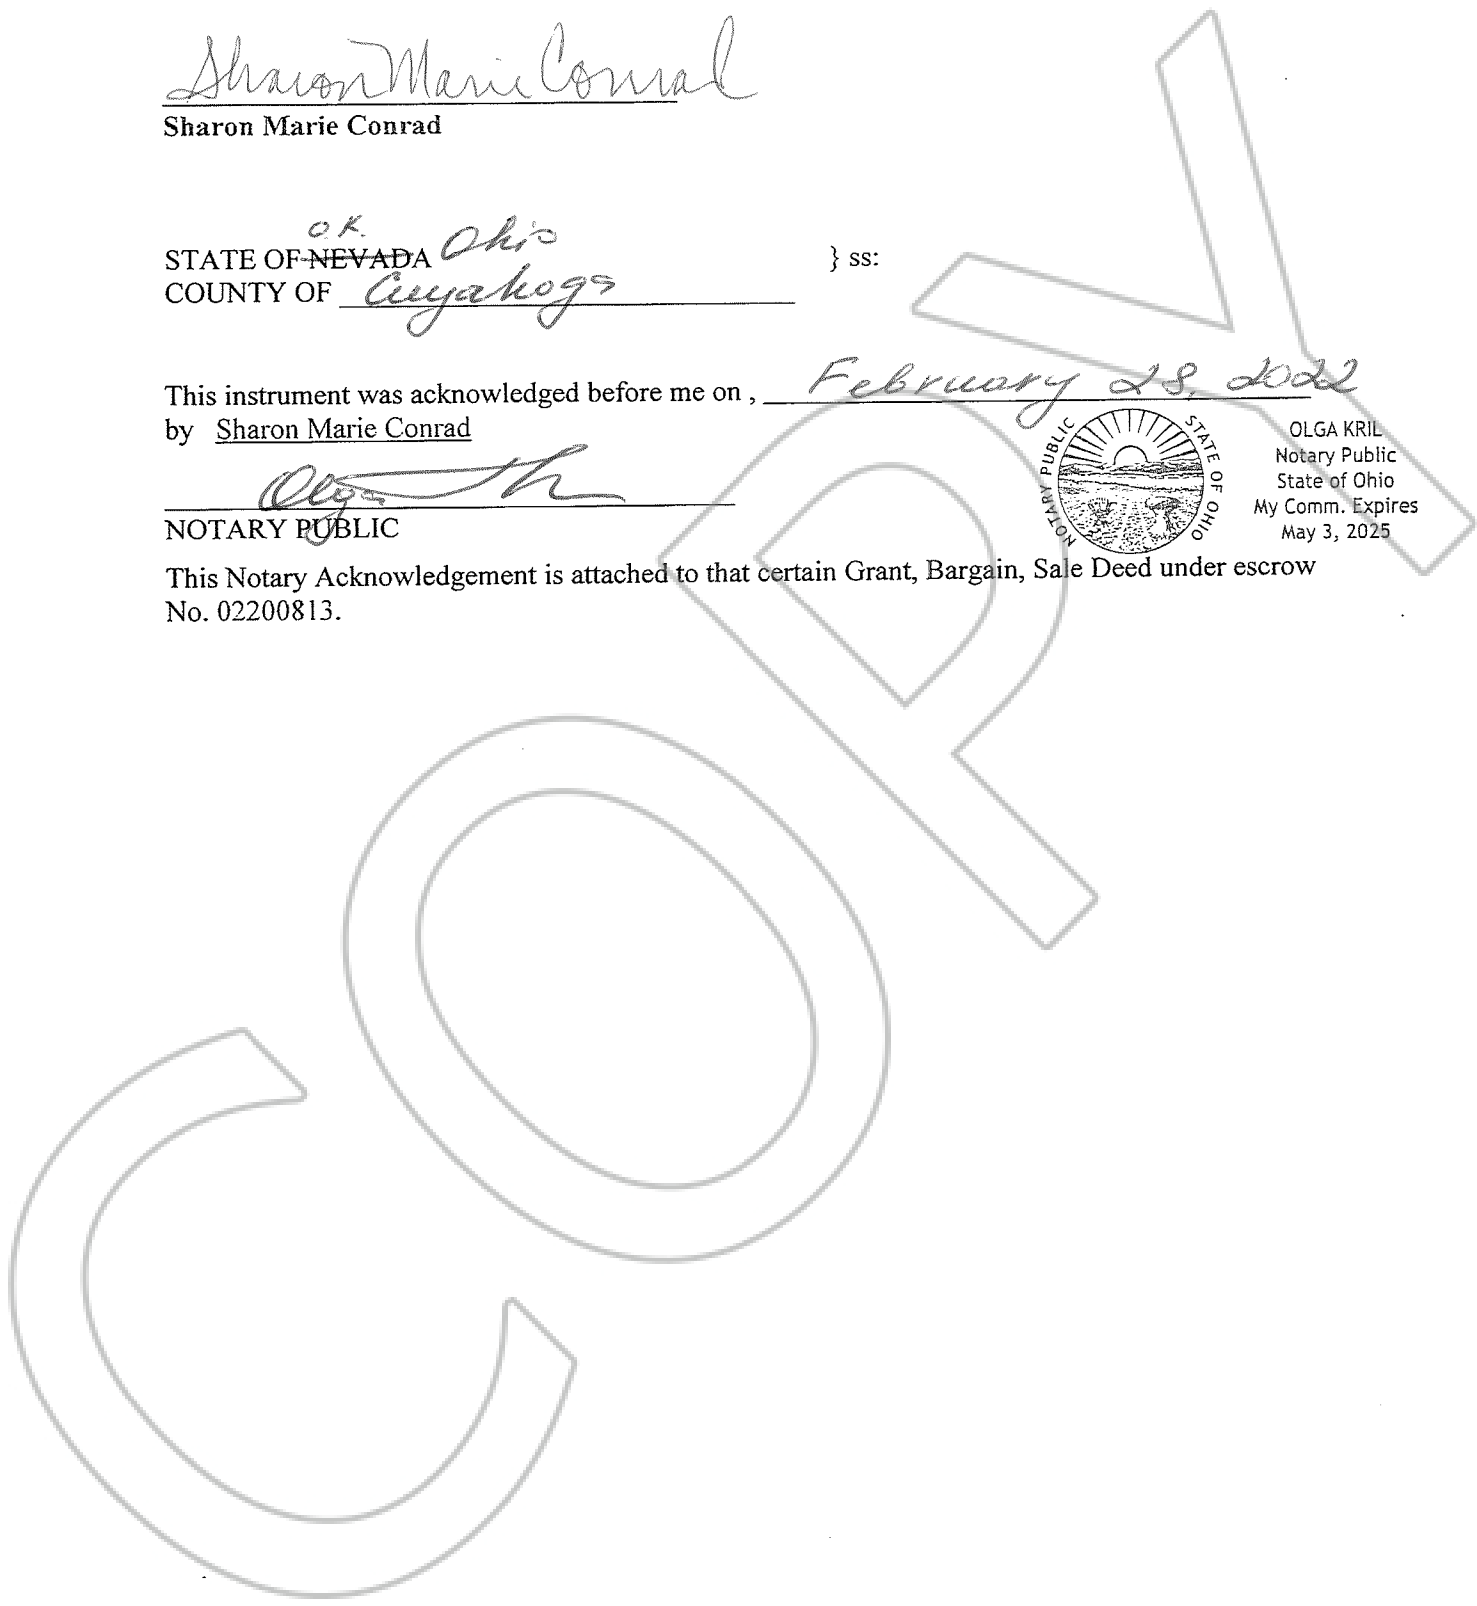 Sharon Marie Conrad
Sharon Marie Conrad
O.K.
STATE OF NEVADA Ohio } ss:
COUNTY OF Cuyahoga
This instrument was acknowledged before me on , February 28, 2022
by Sharon Marie Conrad
NOTARY PUBLIC STATE OF OHIO
OLGA KRIL
Notary Public
State of Ohio
My Comm. Expires
May 3, 2025
Olga
NOTARY PUBLIC
This Notary Acknowledgement is attached to that certain Grant, Bargain, Sale Deed under escrow
No. 02200813.
COPY